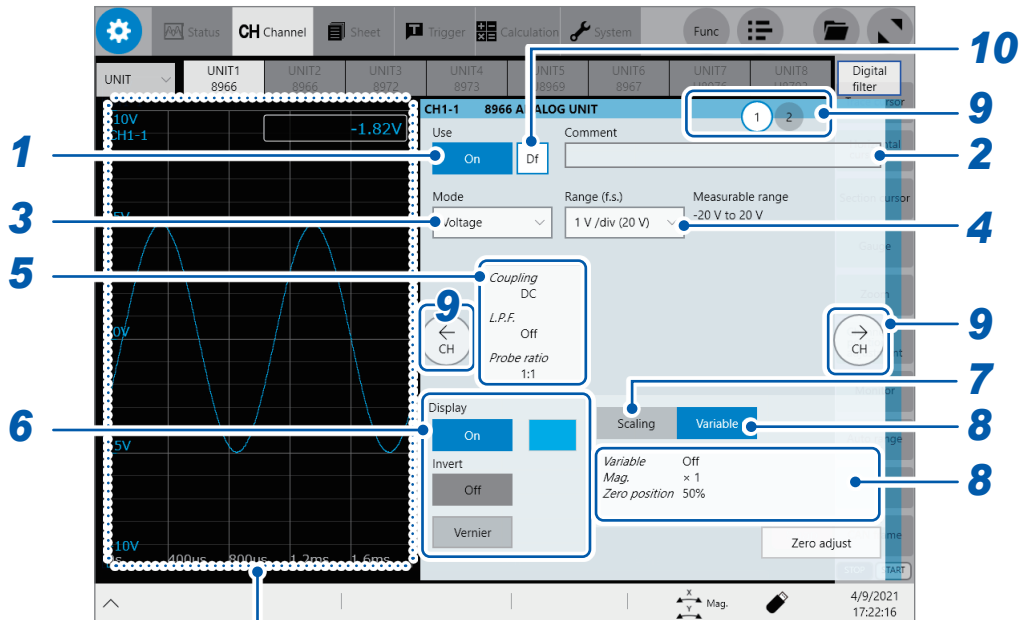 Status
CH Channel
Sheet
Trigger
Calculation
System
Func
10
UNIT
UNIT1
8966
UNIT2
8966
UNIT3
8972
UNIT4
8973
UNIT5
8969
UNIT6
8967
UNIT7
UNIT8
Digital
filter
10V
CH1-1
-1.82V
CH1-1 8966 ANALOG UNIT
1 2
9
Use
Comment
1
On
Df
2
Mode
Range (f.s.)
Measurable range
-20 V to 20 V
3
Voltage
1 V /div (20 V)
4
5V
5
Coupling
DC
L.P.F.
Off
Probe ratio
1:1
9
CH
0V
CH
9
7
Display
Scaling
Variable
6
On
8
5V
Invert
Off
Variable Off
Mag. × 1
Zero position 50%
8
Vernier
Zero adjust
10V
400us 800us 1.2ms 1.6ms
START
X
Y
Mag.
4/9/2021
17:22:16